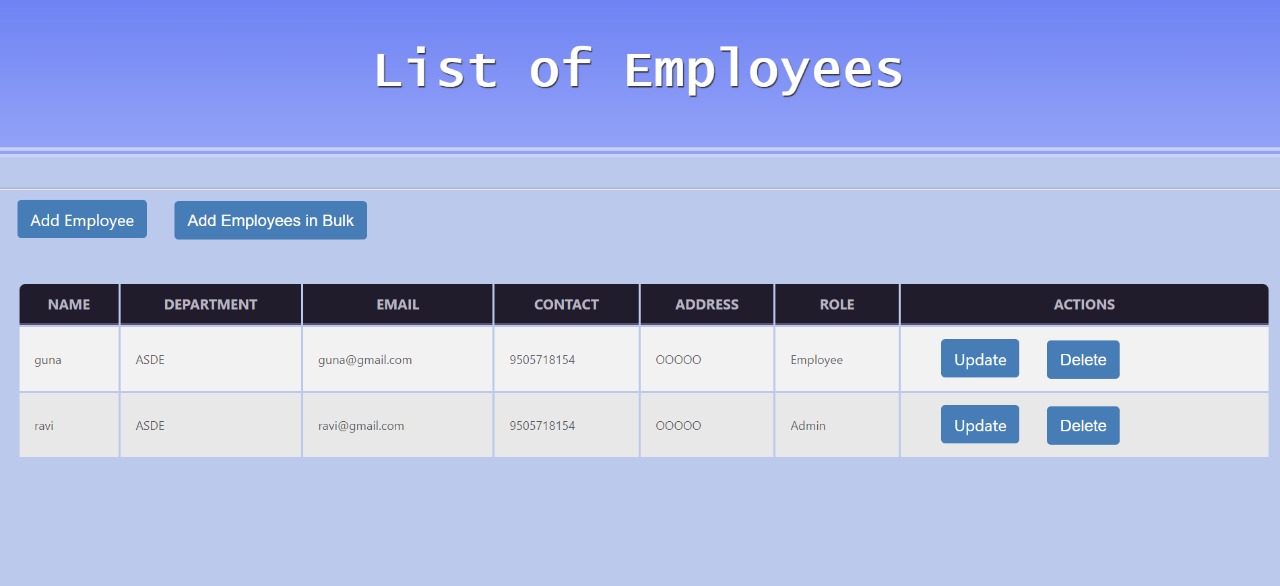 List of Employees
Add Employee Add Employees in Bulk
NAME DEPARTMENT EMAIL CONTACT ADDRESS ROLE ACTIONS
guna ASDE guna@gmail.com 9505718154 OOOOO Employee Update Delete
ravi ASDE ravi@gmail.com 9505718154 OOOOO Admin Update Delete